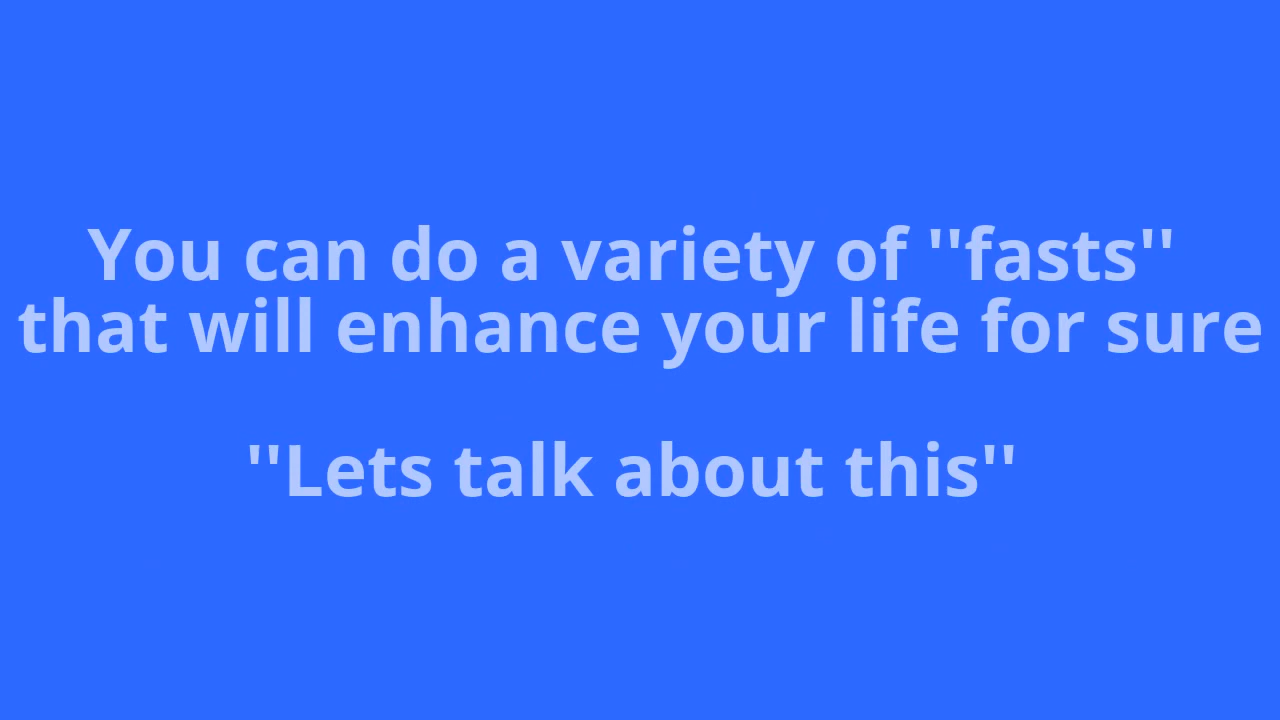 You can do a variety of ''fasts''
that will enhance your life for sure
''Lets talk about this''